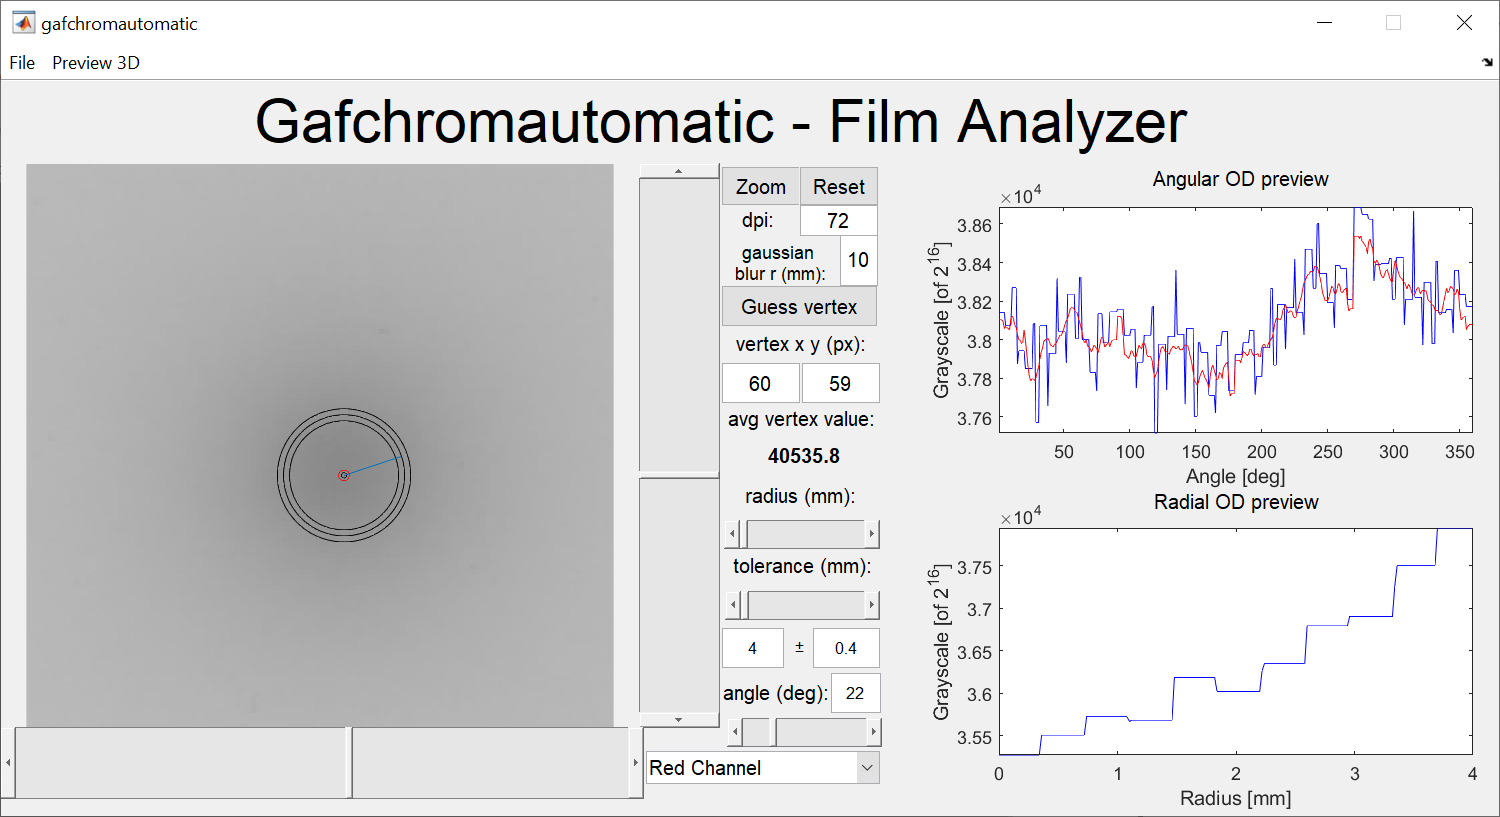 gafchromautomatic
File Preview 3D
Gafchromautomatic - Film Analyzer
Zoom Reset
dpi: 72
gaussian
blur r (mm): 10
Guess vertex
vertex x y (px):
60 59
avg vertex value:
40535.8
radius (mm):
tolerance (mm):
4 ± 0.4
angle (deg): 22
Red Channel
Angular OD preview
×10^4
3.86
3.84
3.82
3.8
3.78
3.76
Grayscale [of 2^16]
50 100 150 200 250 300 350
Angle [deg]
Radial OD preview
×10^4
3.75
3.7
3.65
3.6
3.55
Grayscale [of 2^16]
0 1 2 3 4
Radius [mm]